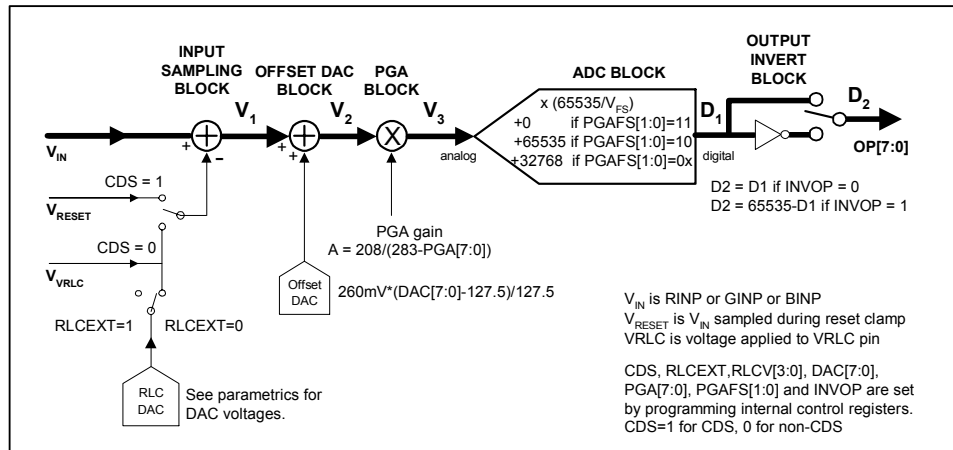 INPUT
SAMPLING
BLOCK
OFFSET DAC
BLOCK
PGA
BLOCK
ADC BLOCK
OUTPUT
INVERT
BLOCK
V1
V2
V3
D1
D2
x (65535/VFS)
+0 if PGAFS[1:0]=11
+65535 if PGAFS[1:0]=10
+32768 if PGAFS[1:0]=0x
+
−
+
+
X
+
+
analog
digital
VIN
OP[7:0]
CDS = 1
VRESET
CDS = 0
VVRLC
D2 = D1 if INVOP = 0
D2 = 65535-D1 if INVOP = 1
PGA gain
A = 208/(283-PGA[7:0])
Offset
DAC
260mV*(DAC[7:0]-127.5)/127.5
RLCEXT=1
RLCEXT=0
RLC
DAC
See parametrics for
DAC voltages.
VIN is RINP or GINP or BINP
VRESET is VIN sampled during reset clamp
VRLC is voltage applied to VRLC pin
CDS, RLCEXT,RLCV[3:0], DAC[7:0],
PGA[7:0], PGAFS[1:0] and INVOP are set
by programming internal control registers.
CDS=1 for CDS, 0 for non-CDS